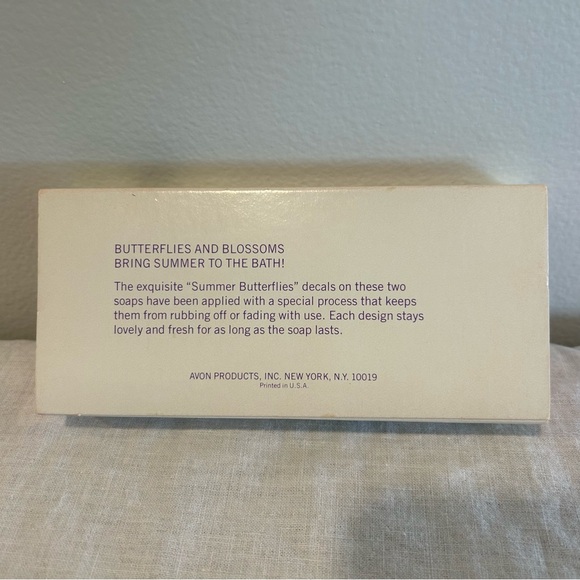 BUTTERFLIES AND BLOSSOMS
BRING SUMMER TO THE BATH!
The exquisite “Summer Butterflies” decals on these two
soaps have been applied with a special process that keeps
them from rubbing off or fading with use. Each design stays
lovely and fresh for as long as the soap lasts.
AVON PRODUCTS, INC. NEW YORK, N.Y. 10019
Printed in U.S.A.